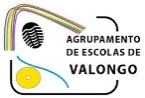 AGRUPAMENTO
DE ESCOLAS DE
VALONGO